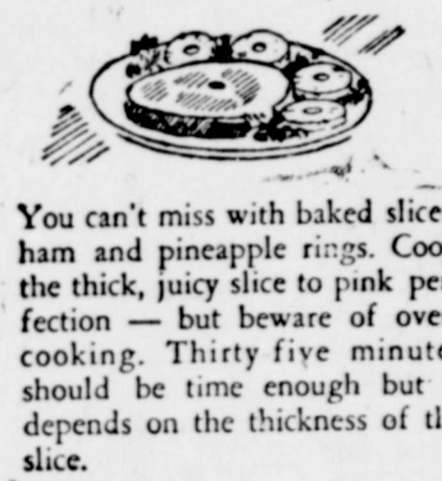 You can't miss with baked slice
ham and pineapple rings. Coo
the thick, juicy slice to pink per
fection — but beware of ove
cooking. Thirty five minute
should be time enough but
depends on the thickness of th
slice.